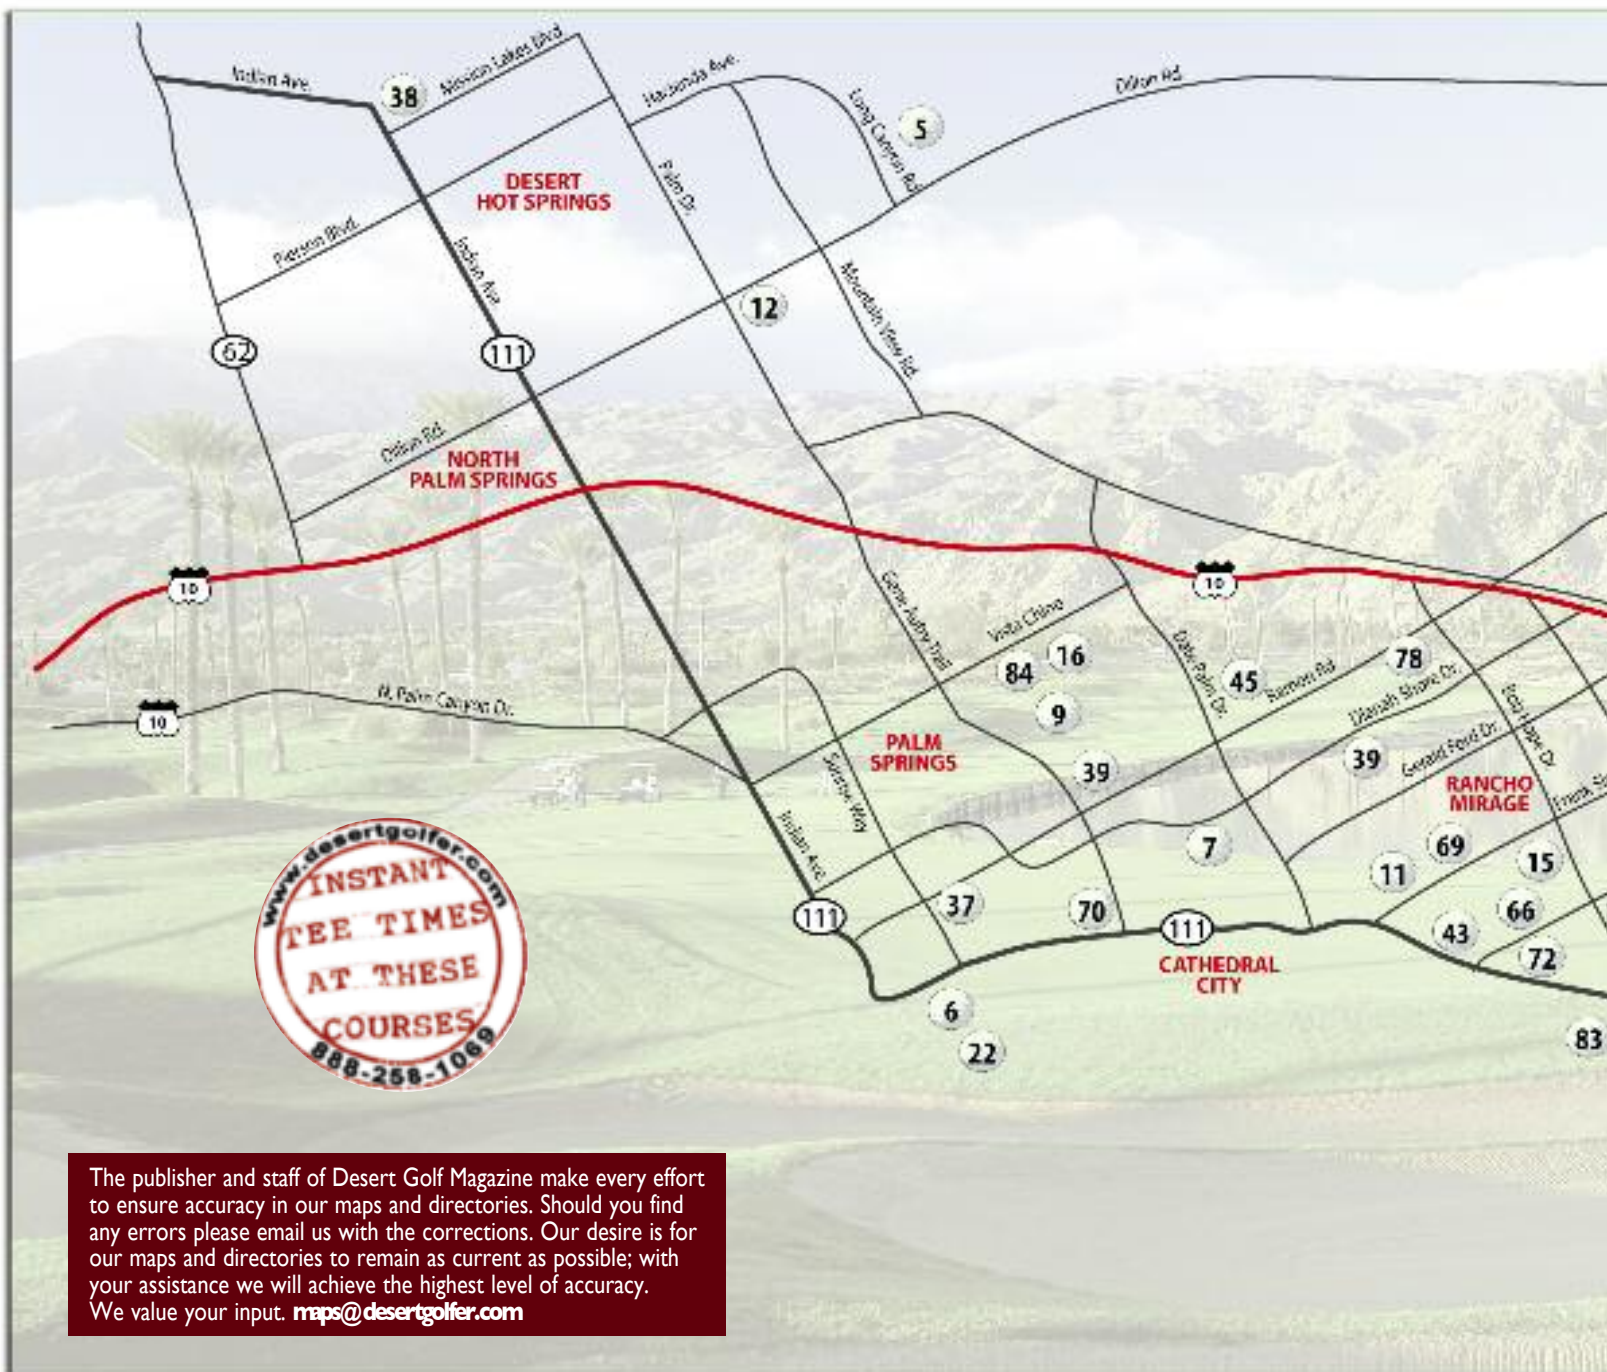 Indian Ave.
38
Mission Lakes Blvd.
Hacienda Ave.
Long Canyon Rd.
5
Dillon Rd.
DESERT
HOT SPRINGS
Palm Dr.
Pierson Blvd.
Indian Ave.
12
Mountain View Rd.
62
111
Dillon Rd.
NORTH
PALM SPRINGS
10
10
Gene Autry Trail
Vista Chino
84
16
9
Date Palm Dr.
45
Ramon Rd.
78
Dianah Shore Dr.
Bob Hope Dr.
10
N. Palm Canyon Dr.
PALM
SPRINGS
Sunrise Way
39
39
Gerald Ford Dr.
RANCHO
MIRAGE
Frank S
Indian Ave.
7
69
11
15
111
37
70
111
43
66
72
CATHEDRAL
CITY
6
22
83
www.desertgolfer.com
INSTANT
TEE TIMES
AT THESE
COURSES
888-258-1069
The publisher and staff of Desert Golf Magazine make every effort
to ensure accuracy in our maps and directories. Should you find
any errors please email us with the corrections. Our desire is for
our maps and directories to remain as current as possible; with
your assistance we will achieve the highest level of accuracy.
We value your input. maps@desertgolfer.com